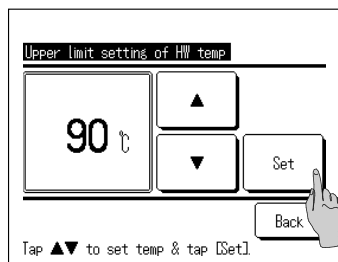 Upper limit setting of HW temp
90 ℃
▲
▼
Set
Back
Tap ▲▼ to set temp & tap [Set].